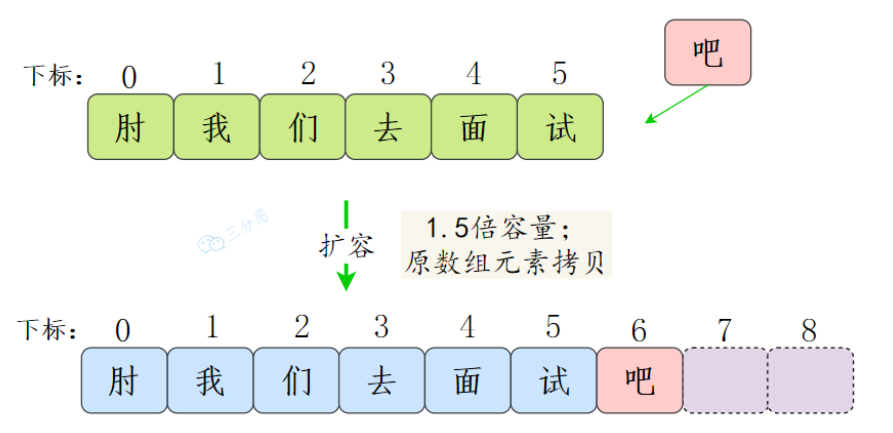 吧
下标: 0 1 2 3 4 5
肘 我 们 去 面 试
三分恶
扩容
1.5倍容量;
原数组元素拷贝
下标: 0 1 2 3 4 5 6 7 8
肘 我 们 去 面 试 吧